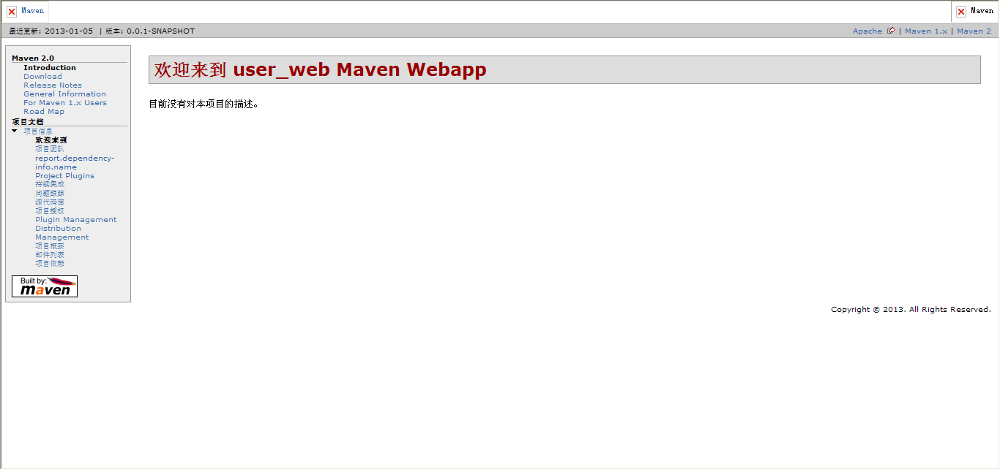 Maven
Maven
最近更新: 2013-01-05 | 版本: 0.0.1-SNAPSHOT
Apache | Maven 1.x | Maven 2
Maven 2.0
Introduction
Download
Release Notes
General Information
For Maven 1.x Users
Road Map
项目文档
项目信息
欢迎来到
项目团队
report.dependency-
info.name
Project Plugins
持续集成
问题跟踪
源代码库
项目授权
Plugin Management
Distribution
Management
项目概要
邮件列表
项目依赖
Built by:
maven
欢迎来到 user_web Maven Webapp
目前没有对本项目的描述。
Copyright © 2013. All Rights Reserved.